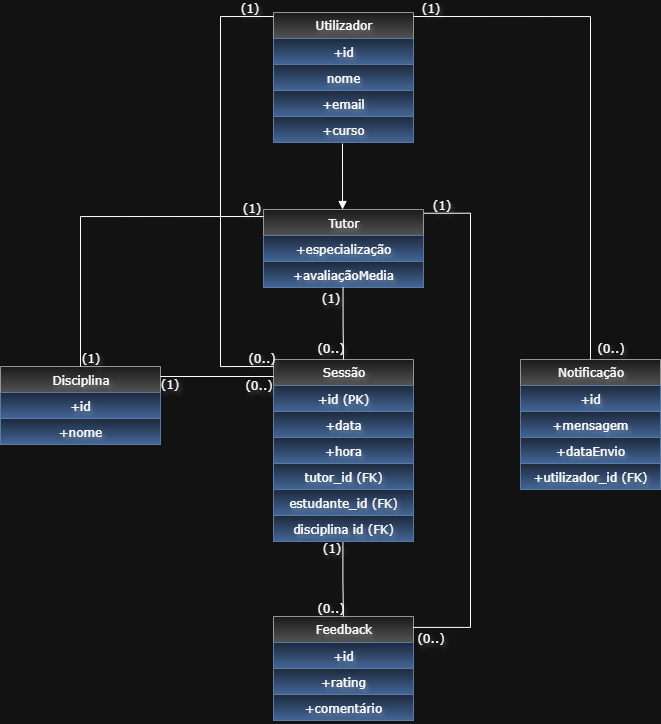 (1)
(1)
Utilizador
+id
nome
+email
+curso
(1)
(1)
Tutor
+especialização
+avaliaçãoMedia
(1)
(0..)
(0..)
(1)
(0..)
(1)
(0..)
Disciplina
+id
+nome
Sessão
+id (PK)
+data
+hora
tutor_id (FK)
estudante_id (FK)
disciplina id (FK)
Notificação
+id
+mensagem
+dataEnvio
+utilizador_id (FK)
(1)
(0..)
(0..)
Feedback
+id
+rating
+comentário